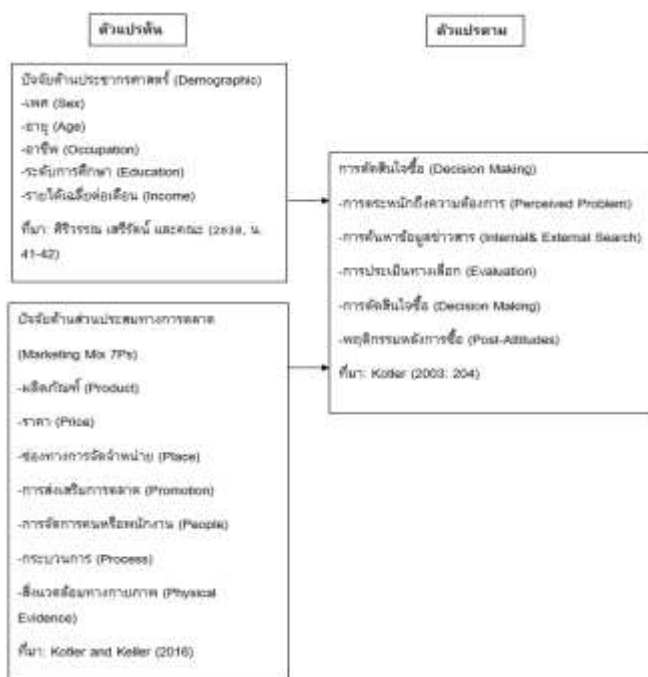 ตัวแปรต้น
ตัวแปรตาม
ปัจจัยด้านประชากรศาสตร์ (Demographic)
-เพศ (Sex)
-อายุ (Age)
-อาชีพ (Occupation)
-ระดับการศึกษา (Education)
-รายได้เฉลี่ยต่อเดือน (Income)
ที่มา: ศิริวรรณ เสรีรัตน์ และคณะ (2538, น.
41-42)
การตัดสินใจซื้อ (Decision Making)
-การตระหนักถึงความต้องการ (Perceived Problem)
-การค้นหาข้อมูลข่าวสาร (Internal& External Search)
-การประเมินทางเลือก (Evaluation)
-การตัดสินใจซื้อ (Decision Making)
-พฤติกรรมหลังการซื้อ (Post-Attitudes)
ที่มา: Kotler (2003: 204)
ปัจจัยด้านส่วนประสมทางการตลาด
(Marketing Mix 7Ps)
-ผลิตภัณฑ์ (Product)
-ราคา (Price)
-ช่องทางการจัดจำหน่าย (Place)
-การส่งเสริมการตลาด (Promotion)
-การจัดการคนหรือพนักงาน (People)
-กระบวนการ (Process)
-สิ่งแวดล้อมทางกายภาพ (Physical
Evidence)
ที่มา: Kotler and Keller (2016)